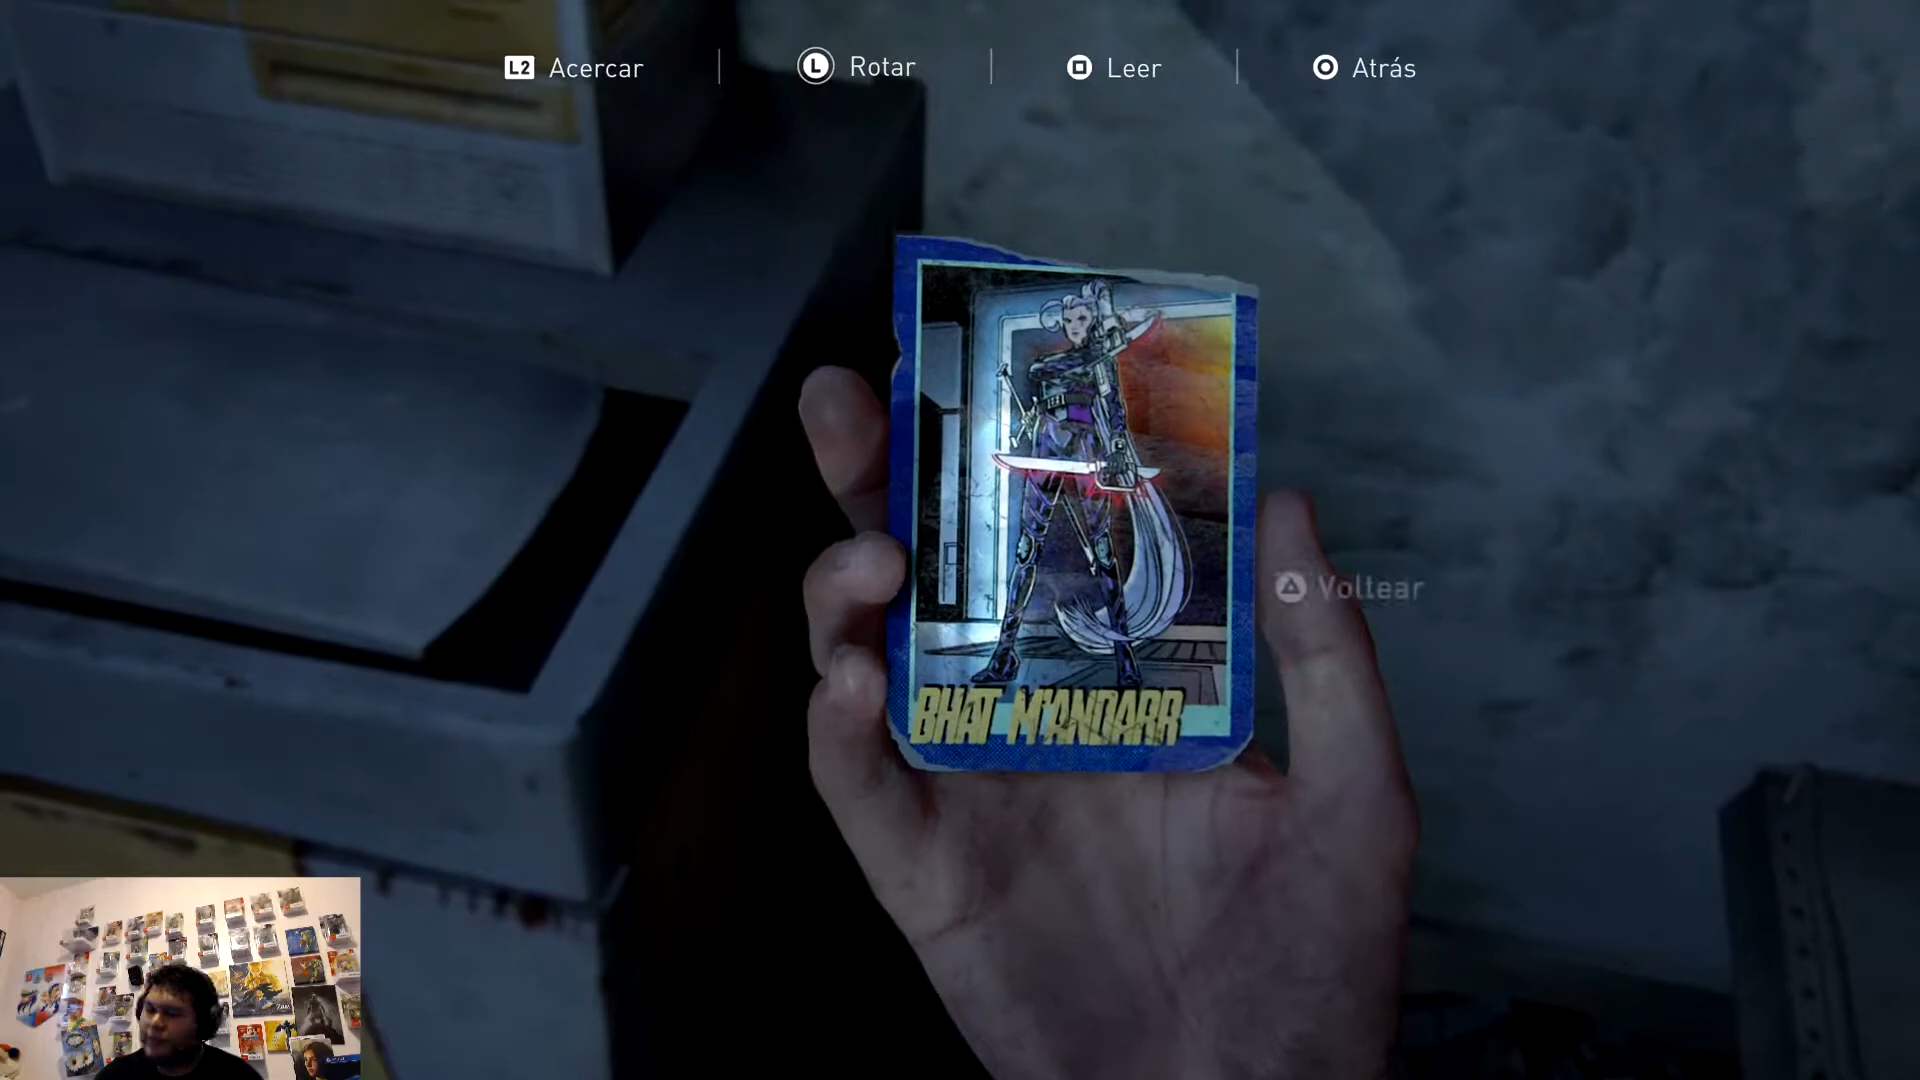 L2 Acercar
L Rotar
Leer
Atrás
Voltear
BHAT M'ANDARR